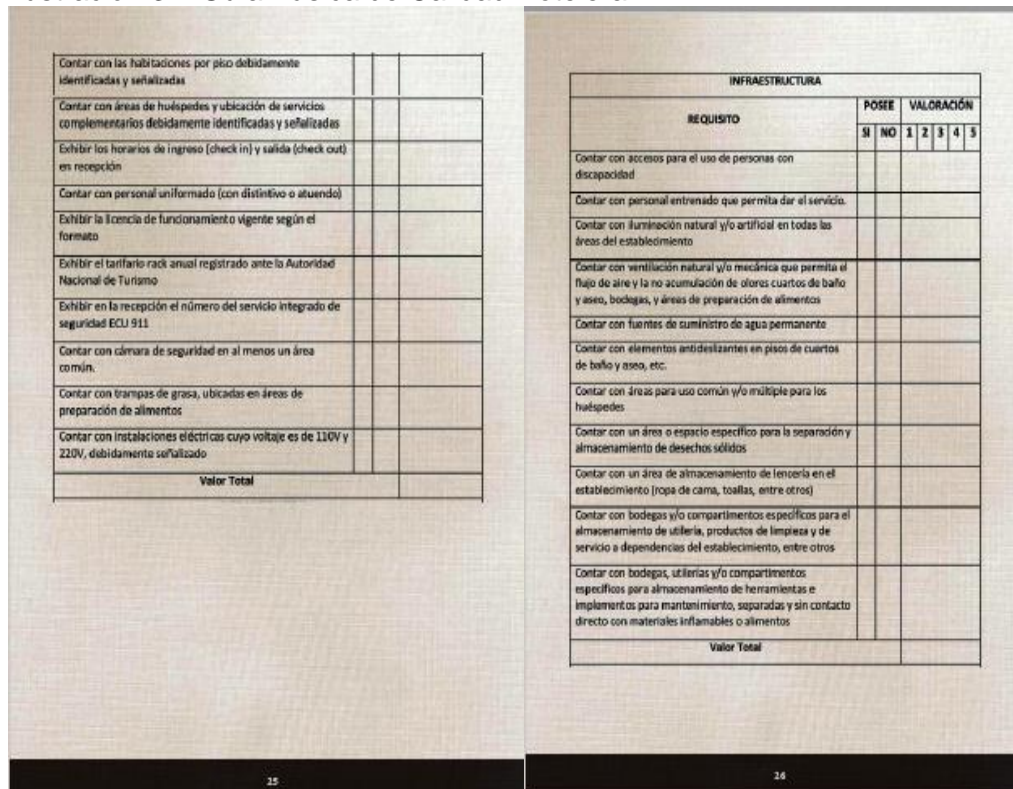 Contar con las habitaciones por piso debidamente
identificadas y señalizadas
Contar con áreas de huéspedes y ubicación de servicios
complementarios debidamente identificadas y señalizadas
Exhibir los horarios de ingreso (check in) y salida (check out)
en recepción
Contar con personal uniformado (con distintivo o atuendo)
Exhibir la licencia de funcionamiento vigente según el
formato
Exhibir el tarifario rack anual registrado ante la Autoridad
Nacional de Turismo
Exhibir en la recepción el número del servicio integrado de
seguridad ECU 911
Contar con cámara de seguridad en al menos un área
común.
Contar con trampas de grasa, ubicadas en áreas de
preparación de alimentos
Contar con instalaciones eléctricas cuyo voltaje es de 110V y
220V, debidamente señalizado
Valor Total
25
INFRAESTRUCTURA
REQUISITO
POSEE VALORACIÓN
SI NO 1 2 3 4 5
Contar con accesos para el uso de personas con
discapacidad
Contar con personal entrenado que permita dar el servicio.
Contar con iluminación natural y/o artificial en todas las
áreas del establecimiento
Contar con ventilación natural y/o mecánica que permita el
flujo de aire y la no acumulación de olores cuartos de baño
y aseo, bodegas, y áreas de preparación de alimentos
Contar con fuentes de suministro de agua permanente
Contar con elementos antideslizantes en pisos de cuartos
de baño y aseo, etc.
Contar con áreas para uso común y/o múltiple para los
huéspedes
Contar con un área o espacio específico para la separación y
almacenamiento de desechos sólidos
Contar con un área de almacenamiento de lencería en el
establecimiento (ropa de cama, toallas, entre otros)
Contar con bodegas y/o compartimentos específicos para el
almacenamiento de utilería, productos de limpieza y de
servicio a dependencias del establecimiento, entre otros
Contar con bodegas, utilerías y/o compartimentos
específicos para almacenamiento de herramientas e
implementos para mantenimiento, separadas y sin contacto
directo con materiales inflamables o alimentos
Valor Total
26